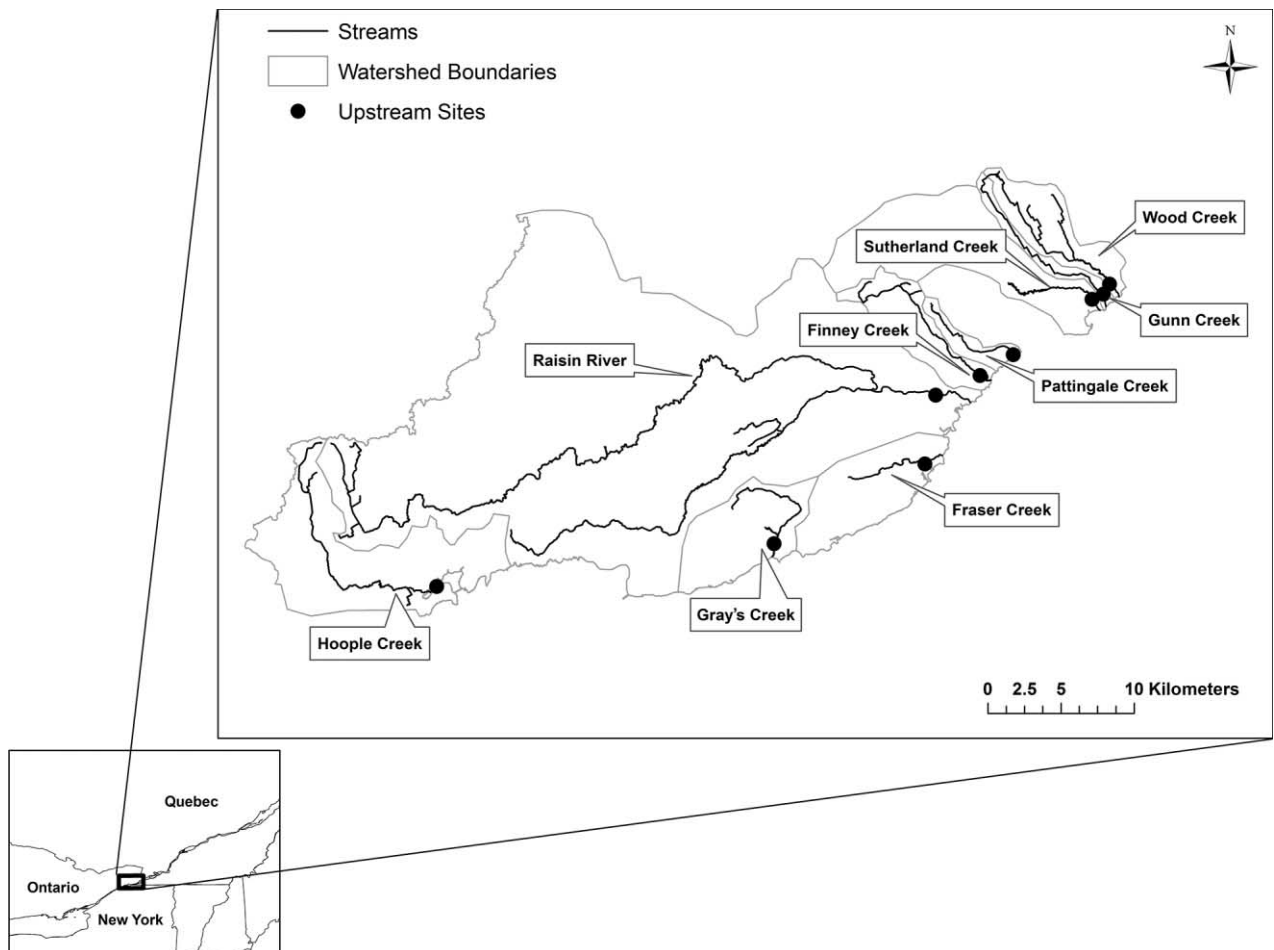 Streams
Watershed Boundaries
Upstream Sites
N
Wood Creek
Sutherland Creek
Gunn Creek
Finney Creek
Raisin River
Pattingale Creek
Fraser Creek
Gray's Creek
Hoople Creek
0 2.5 5 10 Kilometers
Quebec
Ontario
New York